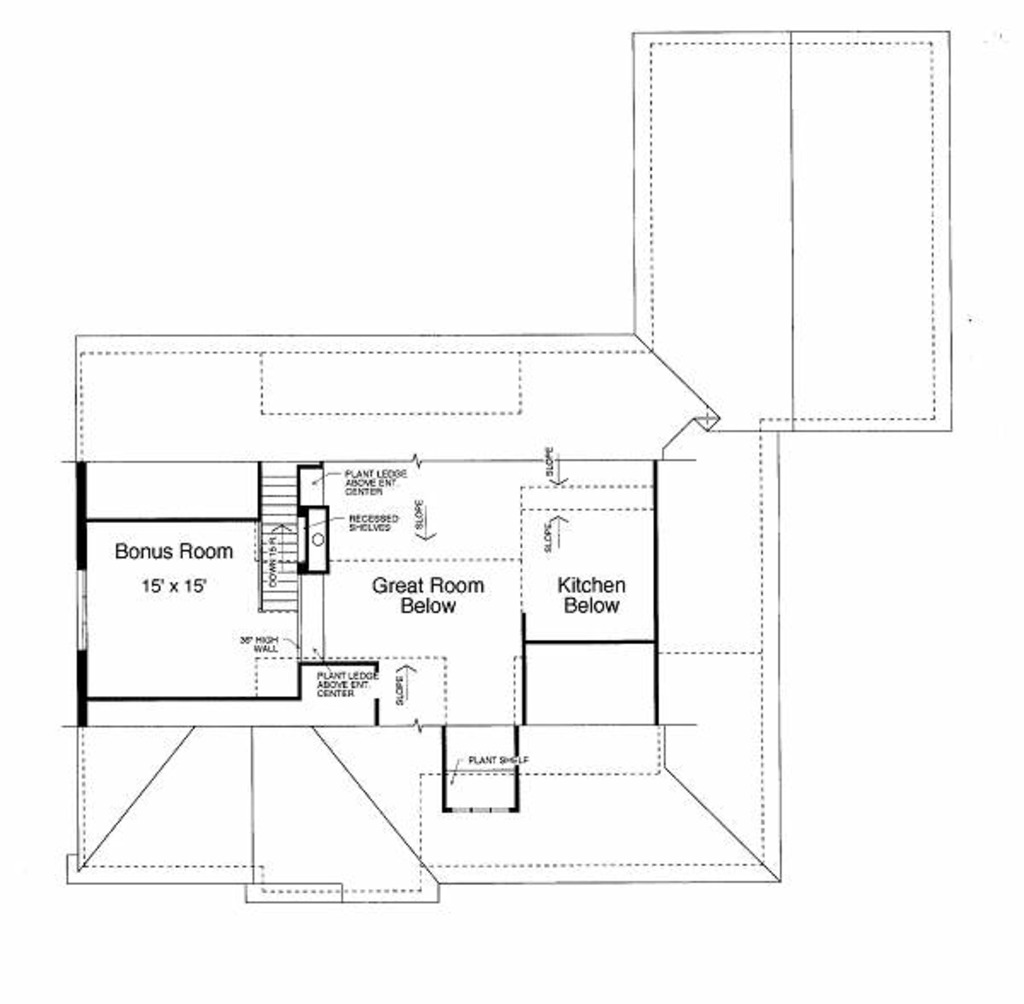 SLOPE
PLANT LEDGE
ABOVE ENT.
CENTER
SLOPE
RECESSED
SHELVES
SLOPE
DOWN 15 R.
Bonus Room
15' x 15'
Great Room
Below
Kitchen
Below
36" HIGH
WALL
PLANT LEDGE
ABOVE ENT.
CENTER
SLOPE
PLANT SHELF